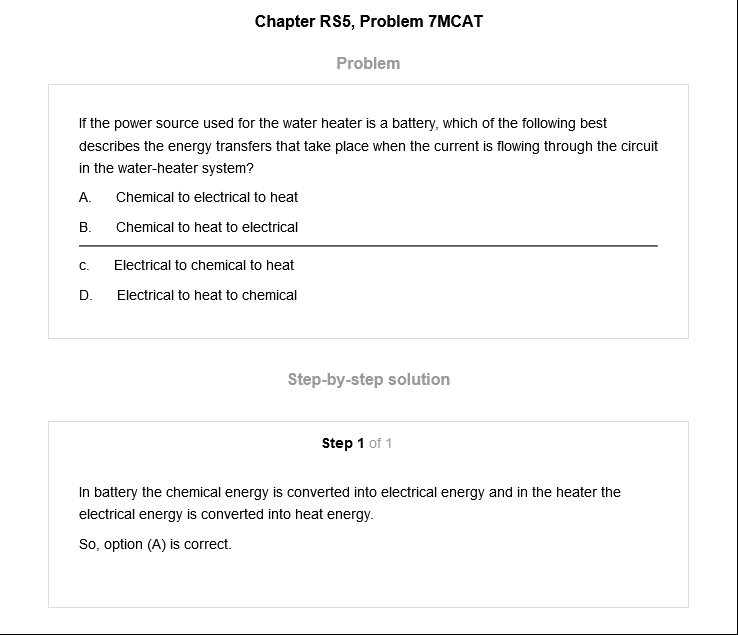 Chapter RS5, Problem 7MCAT
Problem
If the power source used for the water heater is a battery, which of the following best
describes the energy transfers that take place when the current is flowing through the circuit
in the water-heater system?
A. Chemical to electrical to heat
B. Chemical to heat to electrical
c. Electrical to chemical to heat
D. Electrical to heat to chemical
Step-by-step solution
Step 1 of 1
In battery the chemical energy is converted into electrical energy and in the heater the
electrical energy is converted into heat energy.
So, option (A) is correct.